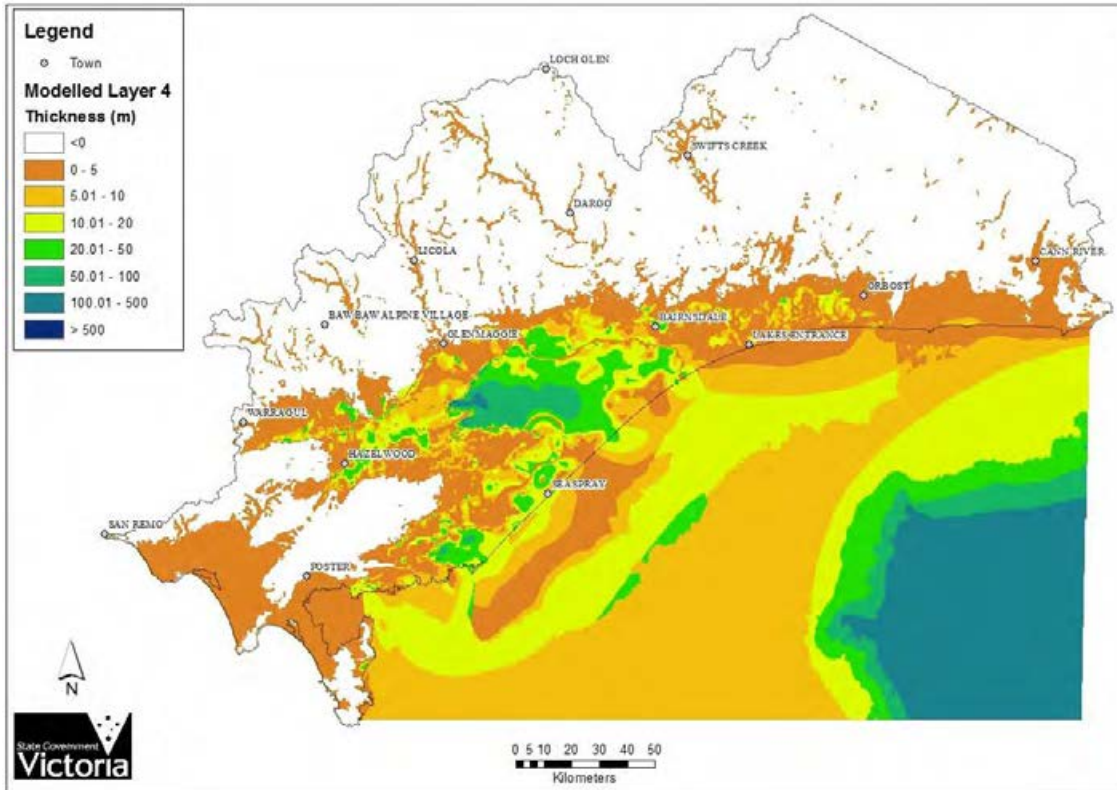 Legend
Town
Modelled Layer 4
Thickness (m)
<0
0 - 5
5.01 - 10
10.01 - 20
20.01 - 50
50.01 - 100
100.01 - 500
> 500
LOCH OLEN
SWIFTS CREEK
DARGO
LICOLA
CANN RIVER
ORBOST
BAW BAW ALPINE VILLAGE
BAIRNSDALE
GLENMAGGIE
LAKES ENTRANCE
WARRAGUL
HAZELWOOD
SEASPRAY
SAN REMO
FOSTER
N
State Government
Victoria
0 5 10 20 30 40 50
Kilometers